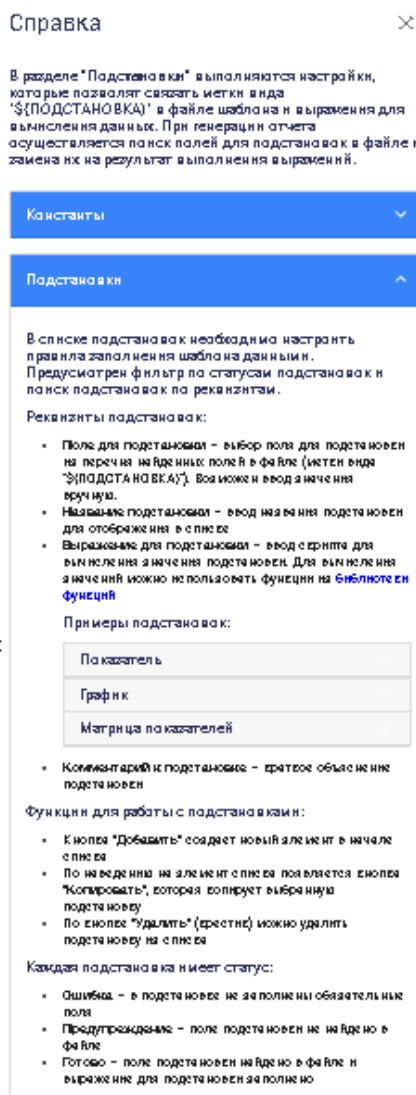 Справка
В разделе "Подстановки" выполняются настройки,
которые позволят связать метки вида
'${ПОДСТАНОВКА}' в файле шаблона и выражения для
вычисления данных. При генерации отчета
осуществляется поиск полей для подстановок в файле и
замена их на результат выполнения выражений.
Константы
Подстановки
В списке подстановок необходимо настроить
правила заполнения шаблона данными.
Предусмотрен фильтр по статусам подстановок и
поиск подстановок по реквизитам.
Реквизиты подстановок:
• Поле для подстановки – выбор поля для подстановки
из перечня найденных полей в файле (метки вида
'${ПОДСТАНОВКА}'). Возможен ввод значения
вручную.
• Название подстановки – ввод названия подстановки
для отображения в списке
• Выражение для подстановки – ввод скрипта для
вычисления значения подстановки. Для вычисления
значений можно использовать функции из библиотеки
функций
Примеры подстановок:
Показатель
График
Матрица показателей
• Комментарий к подстановке – краткое объяснение
подстановки
Функции для работы с подстановками:
• Кнопка "Добавить" создает новый элемент в начале
списка
• По наведению на элемент списка появляется кнопка
"Копировать", которая копирует выбранную
подстановку
• По кнопке "Удалить" (крестик) можно удалить
подстановку из списка
Каждая подстановка имеет статус:
• Ошибка – в подстановке не заполнены обязательные
поля
• Предупреждение – поле подстановки не найдено в
файле
• Готово – поле подстановки найдено в файле и
выражение для подстановки заполнено